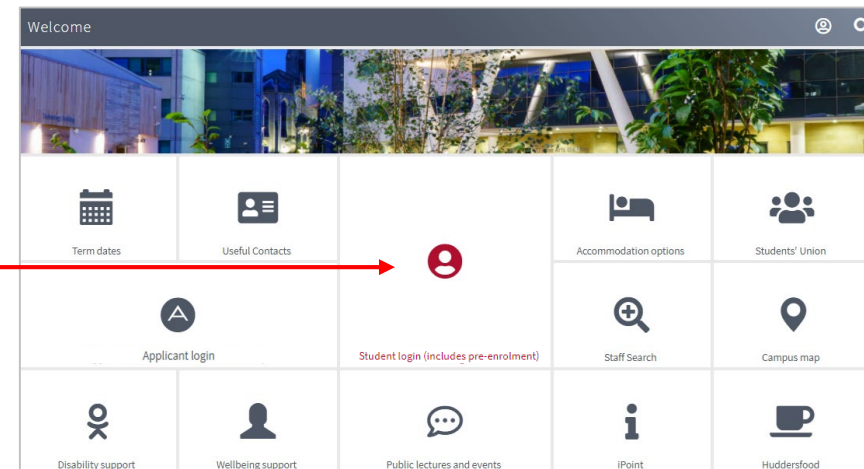 Welcome
Term dates
Useful Contacts
Accommodation options
Students' Union
A
Applicant login
Student login (includes pre-enrolment)
Staff Search
Campus map
Disability support
Wellbeing support
Public lectures and events
iPoint
Huddersfood